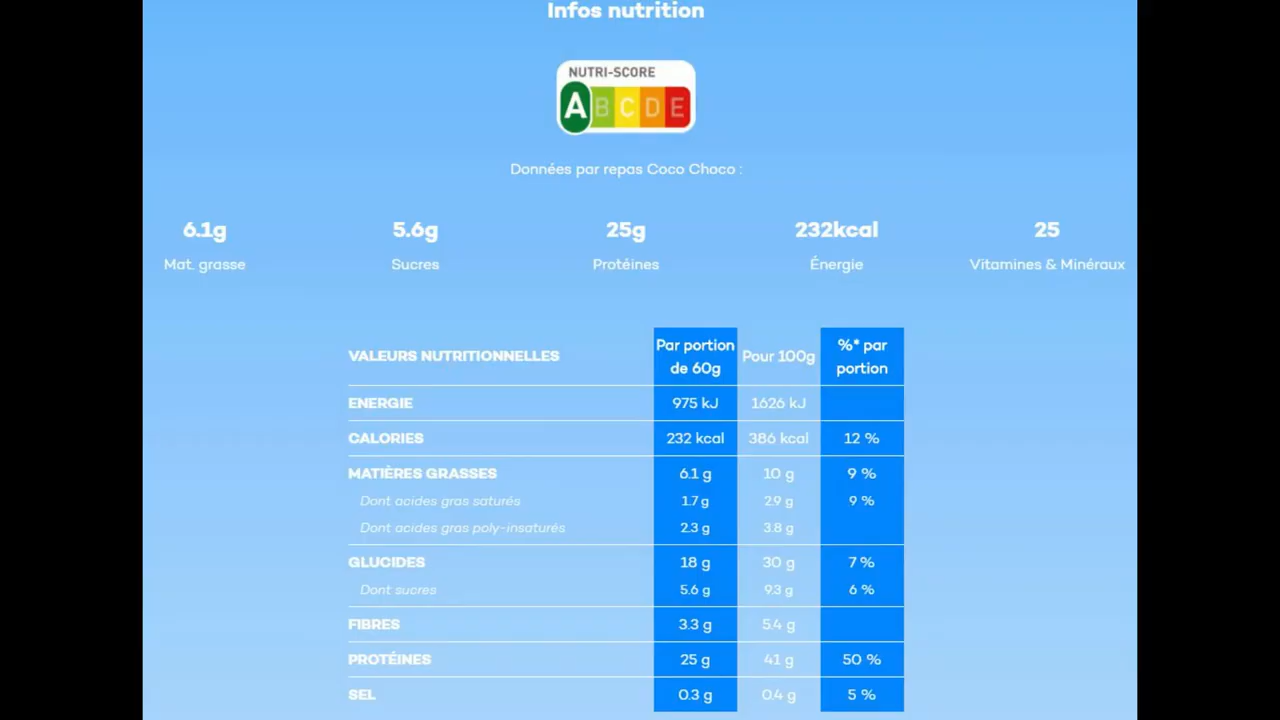 Infos nutrition
NUTRI-SCORE
A B C D E
Données par repas Coco Choco :
6.1g 5.6g 25g 232kcal 25
Mat. grasse Sucres Protéines Énergie Vitamines & Minéraux
VALEURS NUTRITIONNELLES Par portion de 60g Pour 100g %* par portion
ENERGIE 975 kJ 1626 kJ
CALORIES 232 kcal 386 kcal 12 %
MATIÈRES GRASSES 6.1 g 10 g 9 %
Dont acides gras saturés 1.7 g 2.9 g 9 %
Dont acides gras poly-insaturés 2.3 g 3.8 g
GLUCIDES 18 g 30 g 7 %
Dont sucres 5.6 g 9.3 g 6 %
FIBRES 3.3 g 5.4 g
PROTÉINES 25 g 41 g 50 %
SEL 0.3 g 0.4 g 5 %